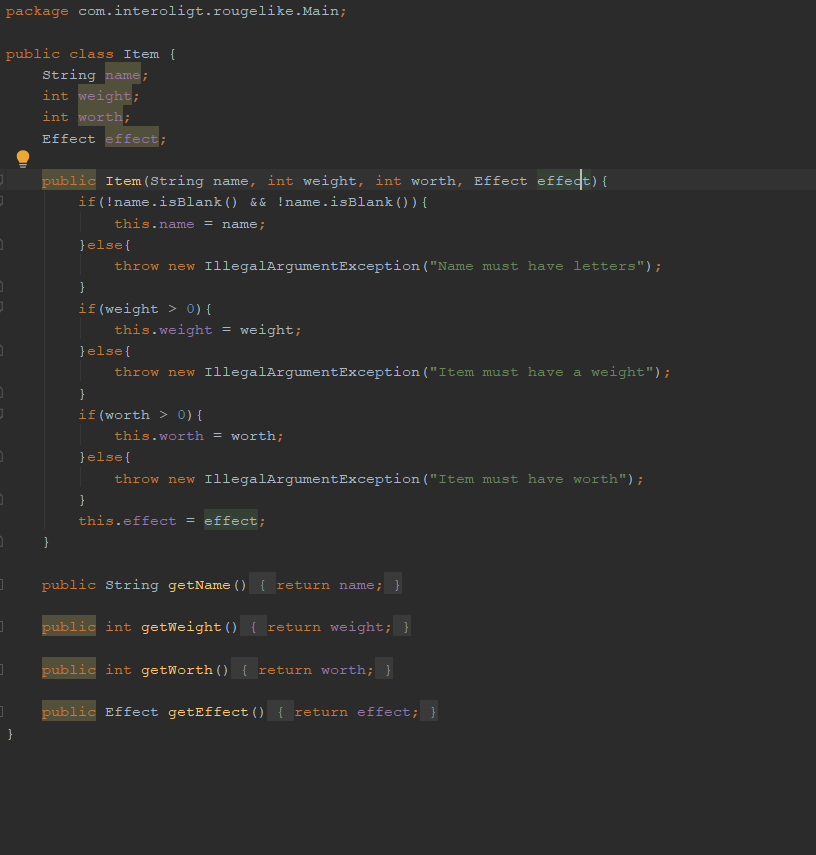 package com.interoligt.rougelike.Main;
public class Item {
String name;
int weight;
int worth;
Effect effect;
public Item(String name, int weight, int worth, Effect effect){
if(!name.isBlank() && !name.isBlank()){
this.name = name;
}else{
throw new IllegalArgumentException("Name must have letters");
}
if(weight > 0){
this.weight = weight;
}else{
throw new IllegalArgumentException("Item must have a weight");
}
if(worth > 0){
this.worth = worth;
}else{
throw new IllegalArgumentException("Item must have worth");
}
this.effect = effect;
}
public String getName() { return name; }
public int getWeight() { return weight; }
public int getWorth() { return worth; }
public Effect getEffect() { return effect; }
}